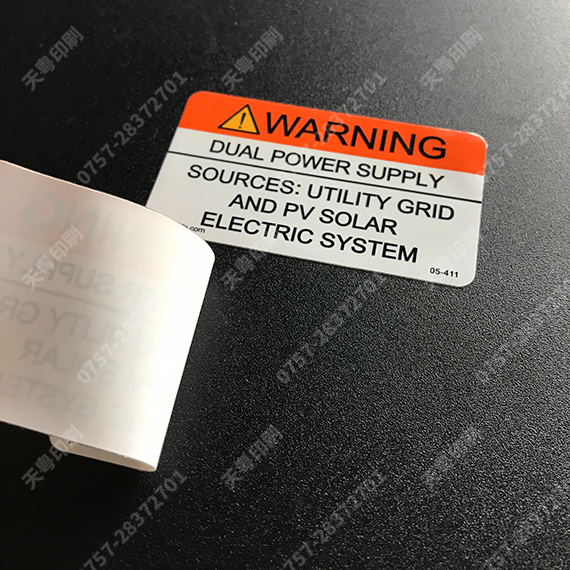 WARNING
DUAL POWER SUPPLY
SOURCES: UTILITY GRID
AND PV SOLAR
ELECTRIC SYSTEM
.com
05-411
天粤印刷
0757-28372701